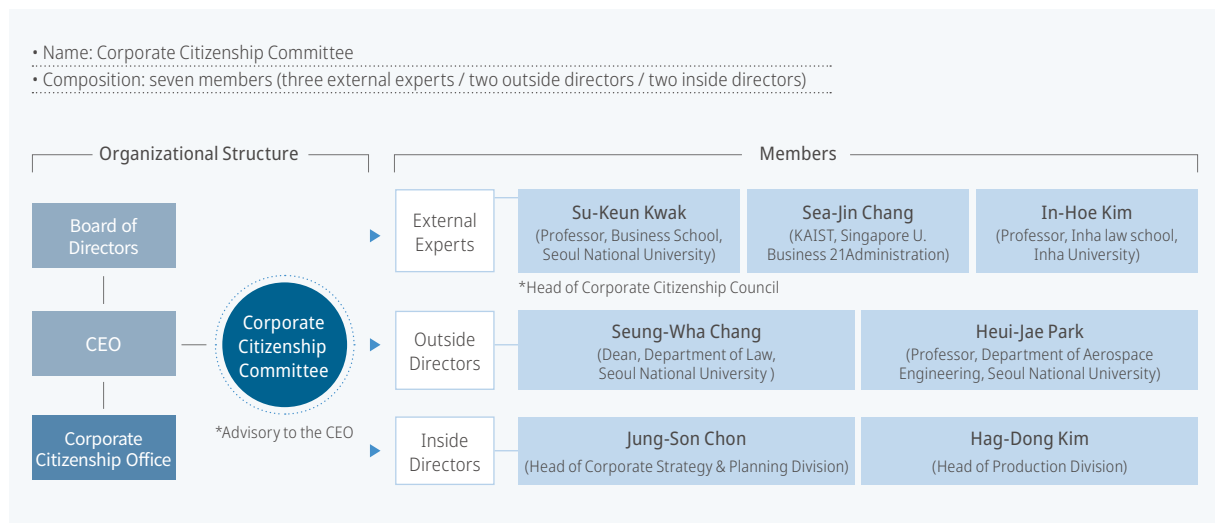 • Name: Corporate Citizenship Committee
• Composition: seven members (three external experts / two outside directors / two inside directors)
Organizational Structure
Board of
Directors
CEO
Corporate
Citizenship Office
Corporate
Citizenship
Committee
*Advisory to the CEO
Members
External
Experts
Su-Keun Kwak
(Professor, Business School,
Seoul National University)
*Head of Corporate Citizenship Council
Sea-Jin Chang
(KAIST, Singapore U.
Business 21Administration)
In-Hoe Kim
(Professor, Inha law school,
Inha University)
Outside
Directors
Seung-Wha Chang
(Dean, Department of Law,
Seoul National University )
Heui-Jae Park
(Professor, Department of Aerospace
Engineering, Seoul National University)
Inside
Directors
Jung-Son Chon
(Head of Corporate Strategy & Planning Division)
Hag-Dong Kim
(Head of Production Division)